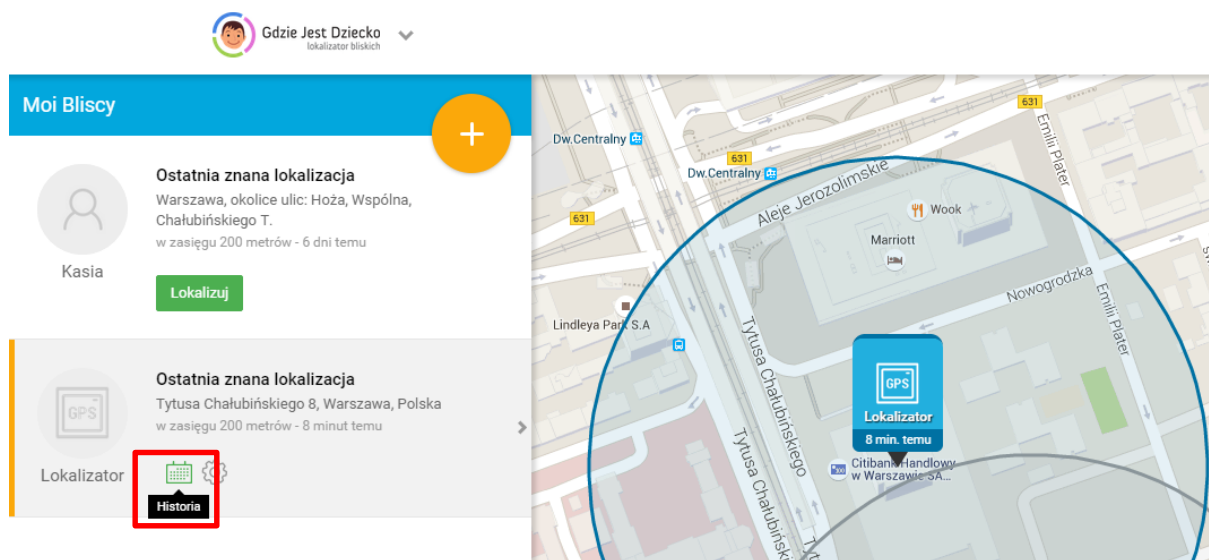 Gdzie Jest Dziecko
lokalizator bliskich
Moi Bliscy
+
Ostatnia znana lokalizacja
Warszawa, okolice ulic: Hoża, Wspólna,
Chałubińskiego T.
w zasięgu 200 metrów - 6 dni temu
Kasia
Lokalizuj
Ostatnia znana lokalizacja
Tytusa Chałubińskiego 8, Warszawa, Polska
w zasięgu 200 metrów - 8 minut temu
GPS
Lokalizator
Historia
631
Emilii Plater
Dw.Centralny
631
Dw.Centralny
Aleje Jerozolimskie
631
Wook
Marriott
Nowogrodzka
Emilii Plater
Lindleya Park S.A
Tytusa Chałubińskiego
GPS
Lokalizator
8 min. temu
Tytusa Chałubińsk
Citibank Handlowy
w Warszawie SA...